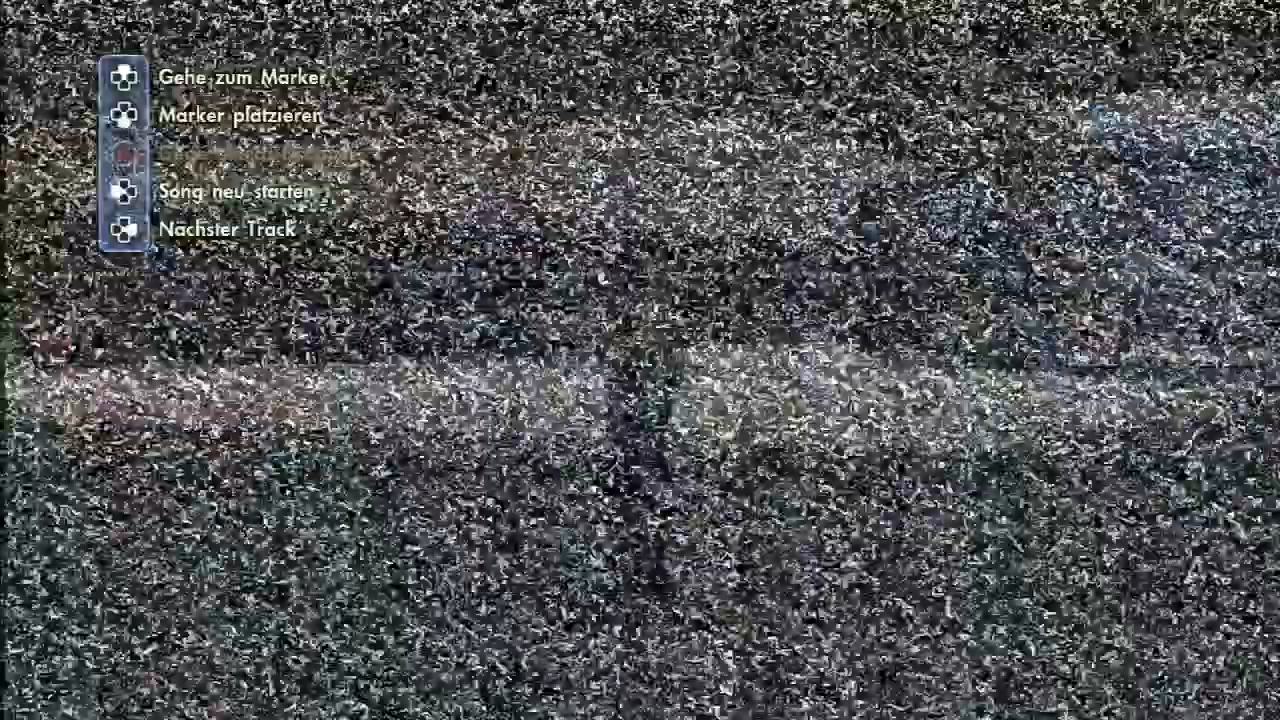 Gehe zum Marker
Marker platzieren
Song neu starten
Nächster Track